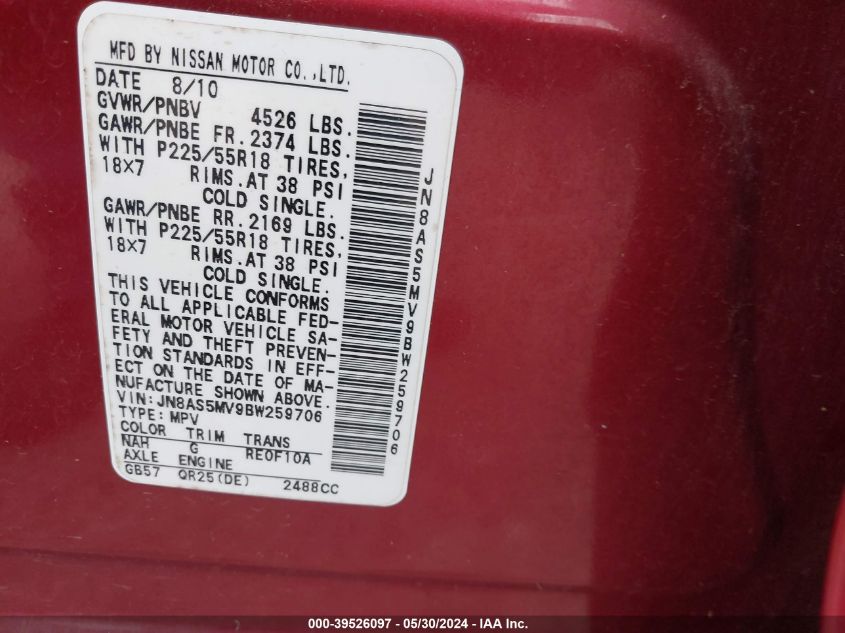 MFD BY NISSAN MOTOR CO.,LTD.
DATE 8/10
GVWR/PNBV 4526 LBS.
GAWR/PNBE FR.2374 LBS.
WITH P225/55R18 TIRES,
18X7 RIMS.AT 38 PSI
COLD SINGLE.
GAWR/PNBE RR.2169 LBS.
WITH P225/55R18 TIRES,
18X7 RIMS.AT 38 PSI
COLD SINGLE.
THIS VEHICLE CONFORMS
TO ALL APPLICABLE FED-
ERAL MOTOR VEHICLE SA-
FETY AND THEFT PREVEN-
TION STANDARDS IN EFF-
ECT ON THE DATE OF MA-
NUFACTURE SHOWN ABOVE.
VIN:JN8AS5MV9BW259706
TYPE:MPV
COLOR TRIM TRANS
NAH G RE0F10A
AXLE ENGINE
GB57 QR25(DE) 2488CC
JN8AS5MV9BW259706
000-39526097 - 05/30/2024 - IAA Inc.